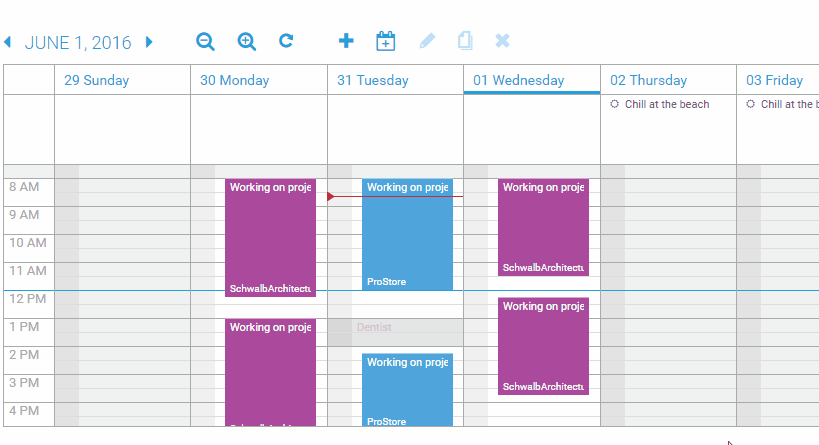 JUNE 1, 2016
29 Sunday
30 Monday
31 Tuesday
01 Wednesday
02 Thursday
03 Friday
Chill at the beach
Chill at the b
8 AM
Working on proje
Working on proje
Working on proje
9 AM
10 AM
11 AM
SchwalbArchitectu
ProStore
SchwalbArchitectu
12 PM
Working on proje
1 PM
Working on proje
Dentist
2 PM
Working on proje
3 PM
SchwalbArchitectu
4 PM
ProStore